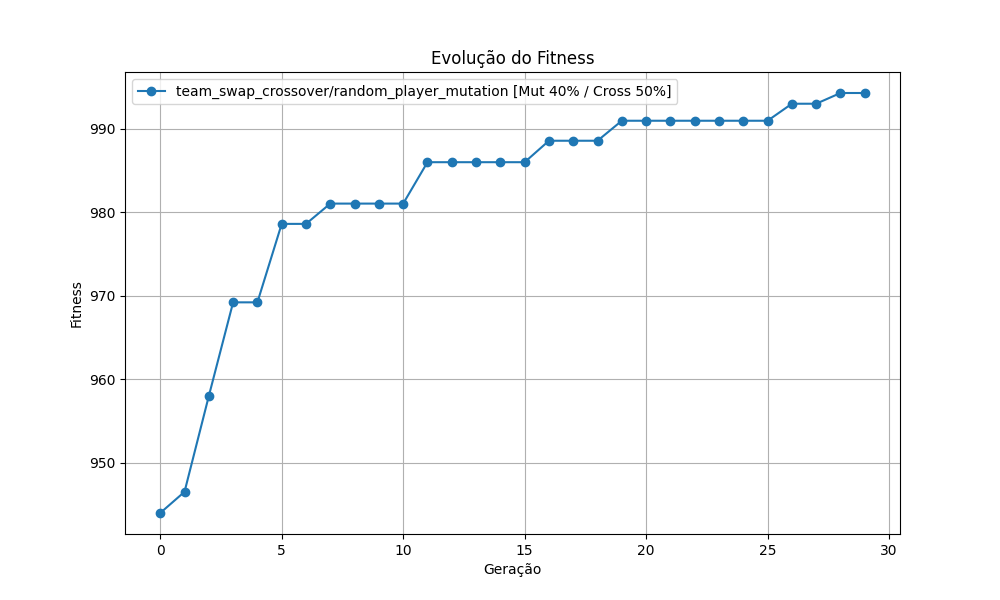 Evolução do Fitness
team_swap_crossover/random_player_mutation [Mut 40% / Cross 50%]
990
980
970
960
950
Fitness
0 5 10 15 20 25 30
Geração